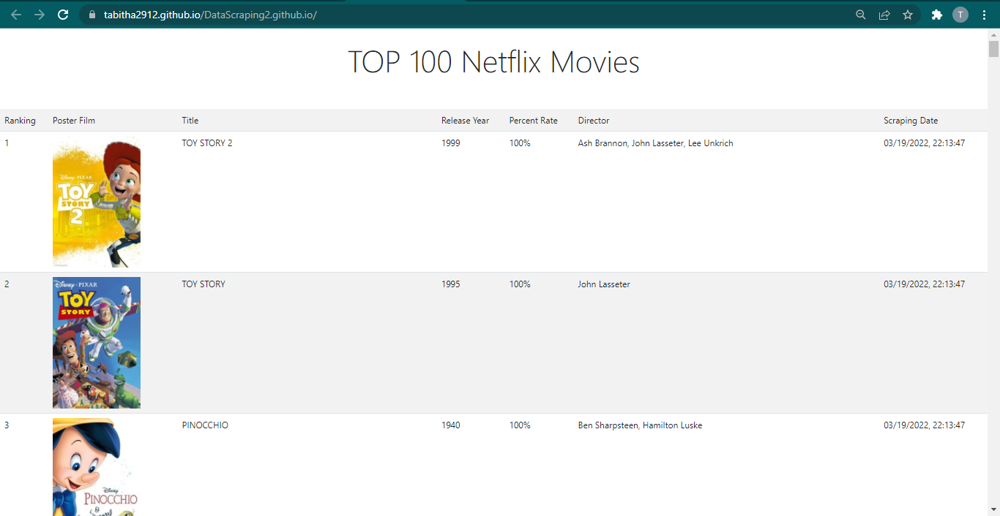 tabitha2912.github.io/DataScraping2.github.io/
T
TOP 100 Netflix Movies
Ranking Poster Film Title Release Year Percent Rate Director Scraping Date
1 TOY STORY 2 1999 100% Ash Brannon, John Lasseter, Lee Unkrich 03/19/2022, 22:13:47
Disney PIXAR
TOY
STORY
2
2 TOY STORY 1995 100% John Lasseter 03/19/2022, 22:13:47
Disney · PIXAR
TOY
STORY
3 PINOCCHIO 1940 100% Ben Sharpsteen, Hamilton Luske 03/19/2022, 22:13:47
Disney
PINOCCHIO